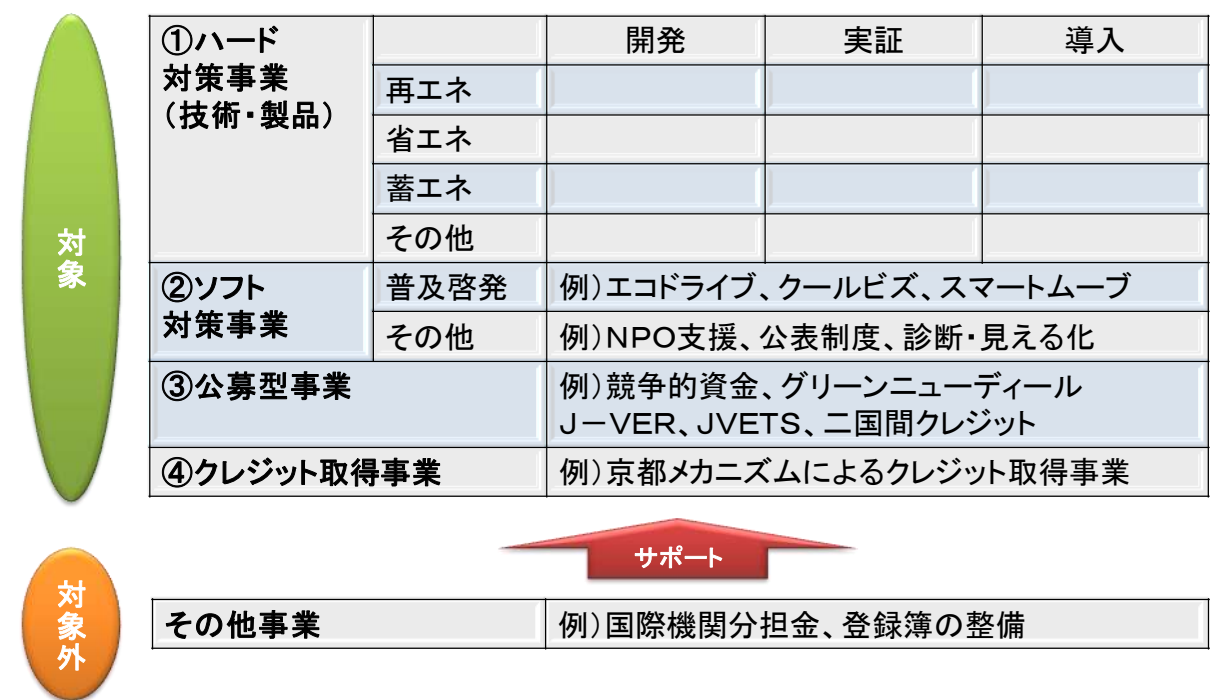 対象
①ハード
対策事業
（技術・製品）
開発 実証 導入
再エネ
省エネ
蓄エネ
その他
②ソフト
対策事業
普及啓発 例）エコドライブ、クールビズ、スマートムーブ
その他 例）ＮＰＯ支援、公表制度、診断・見える化
③公募型事業 例）競争的資金、グリーンニューディール
Ｊ－ＶＥＲ、ＪＶＥＴＳ、二国間クレジット
④クレジット取得事業 例）京都メカニズムによるクレジット取得事業
サポート
対象外
その他事業 例）国際機関分担金、登録簿の整備